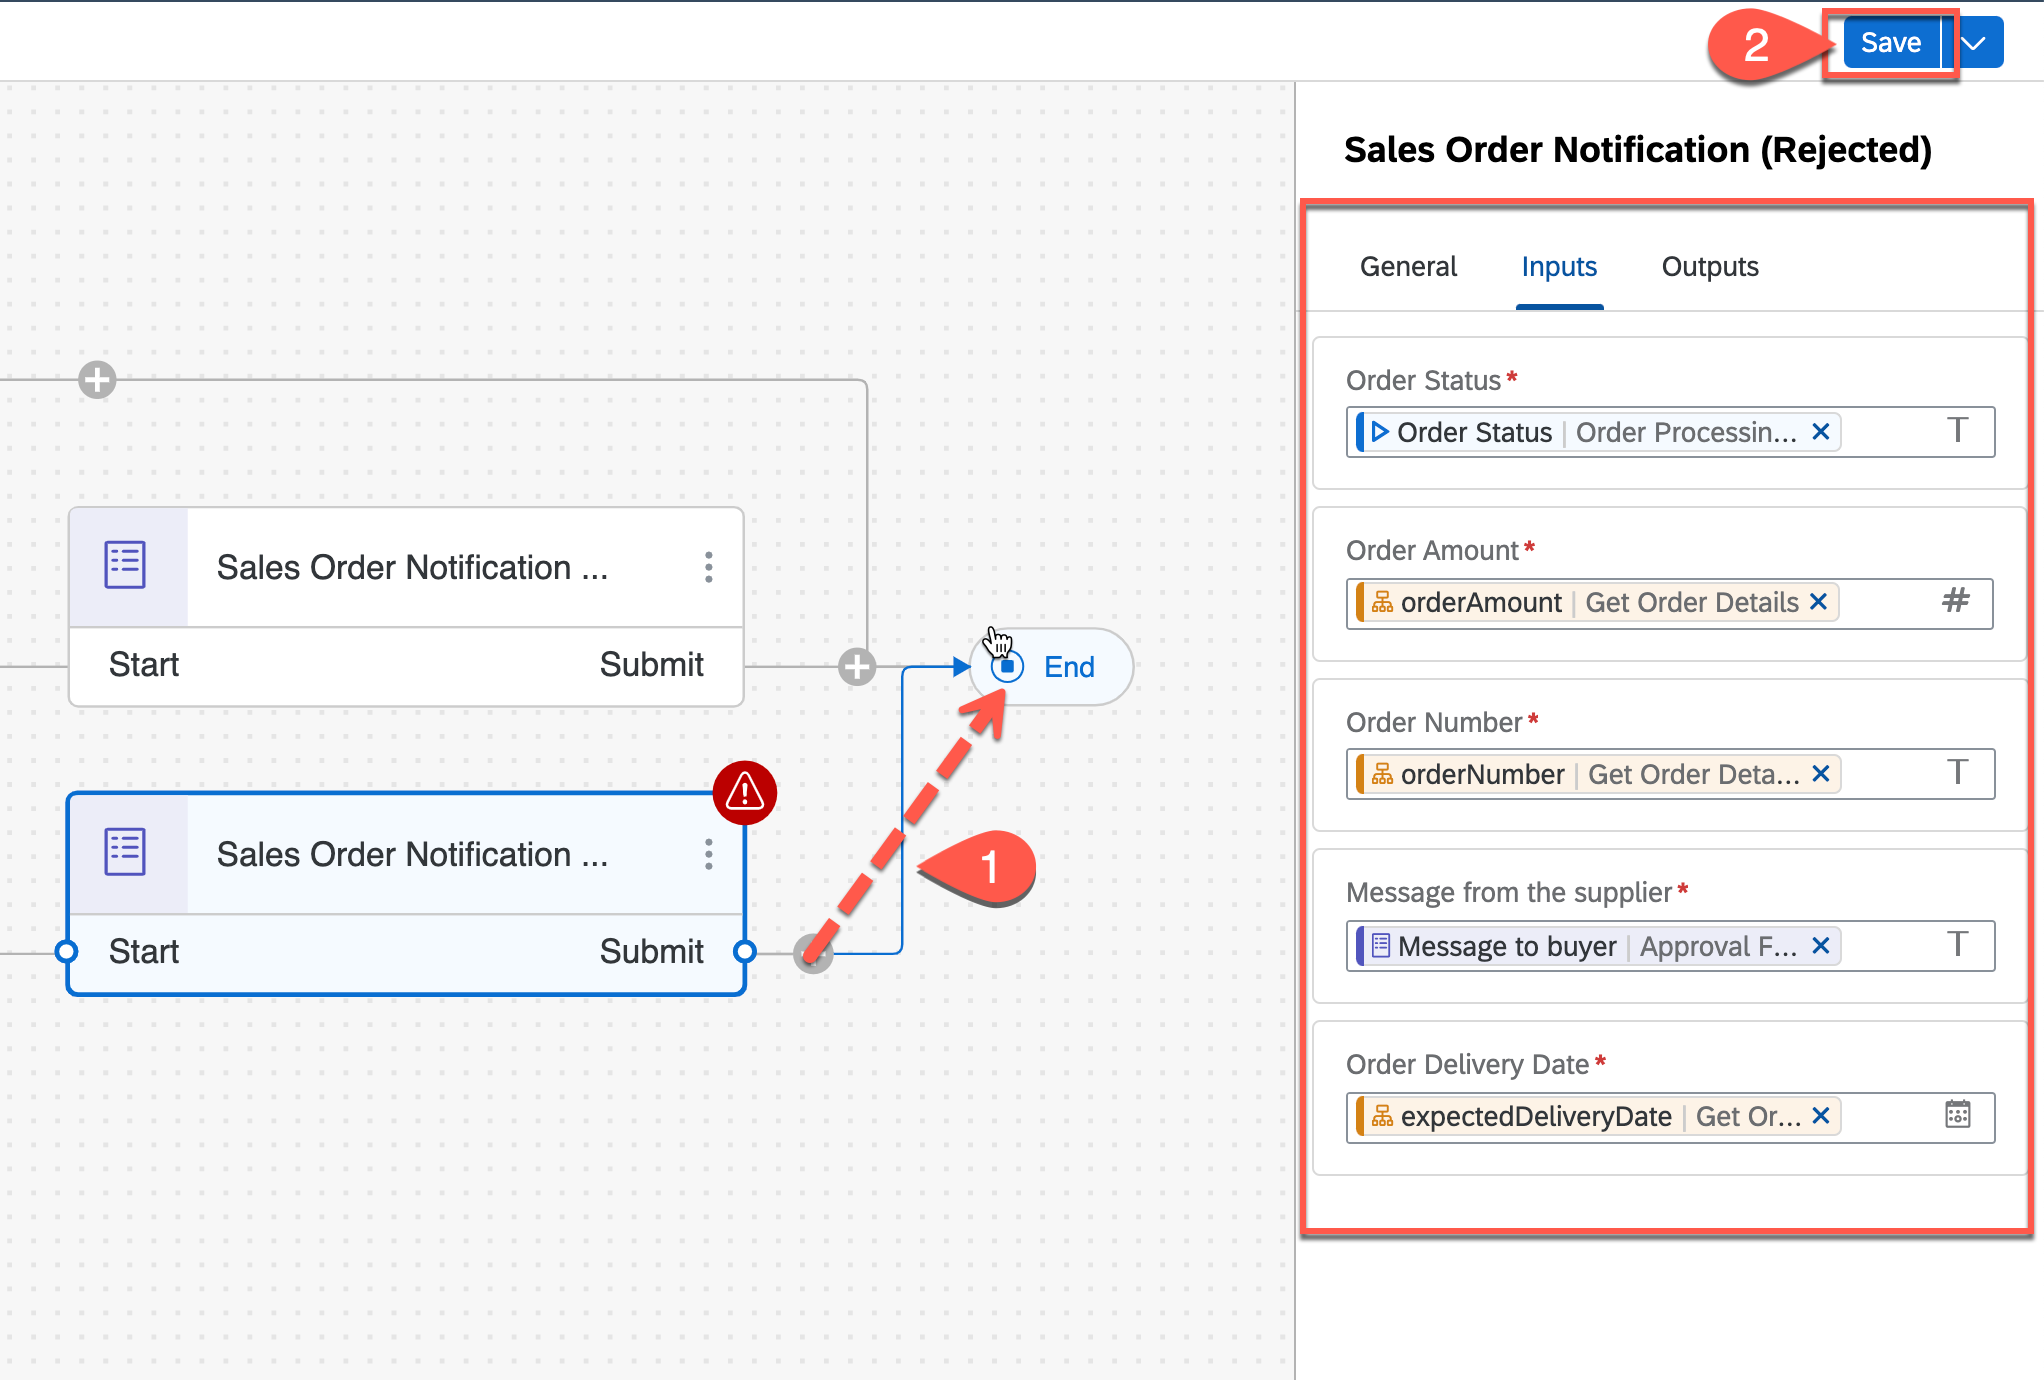 2
Save
Sales Order Notification (Rejected)
General Inputs Outputs
Order Status*
Order Status | Order Processin... T
Order Amount*
orderAmount | Get Order Details #
Order Number*
orderNumber | Get Order Deta... T
Message from the supplier*
Message to buyer | Approval F... T
Order Delivery Date*
expectedDeliveryDate | Get Or...
Sales Order Notification ...
Start Submit
End
1
Sales Order Notification ...
Start Submit